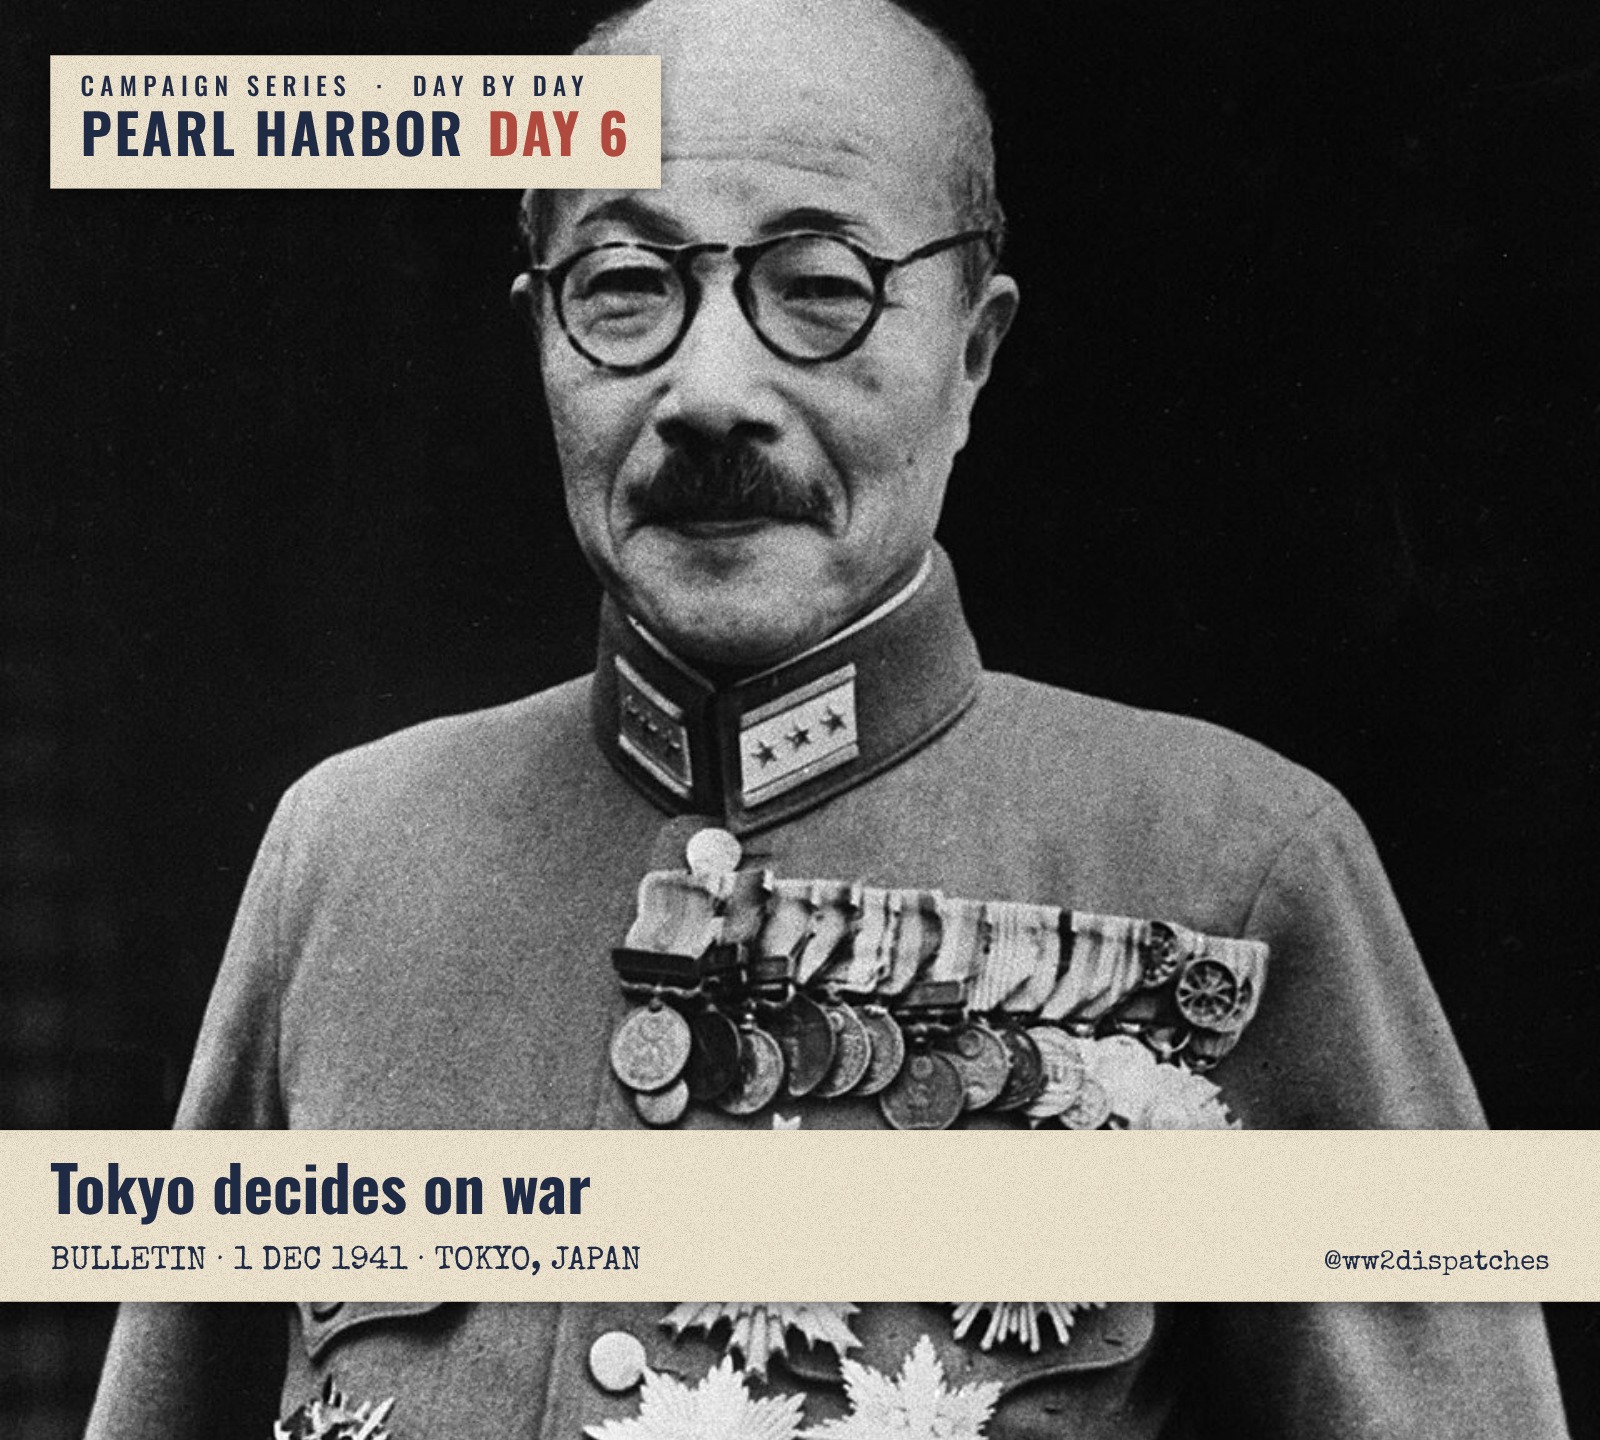 CAMPAIGN SERIES · DAY BY DAY
PEARL HARBOR DAY 6
Tokyo decides on war
BULLETIN · 1 DEC 1941 · TOKYO, JAPAN
@ww2dispatches